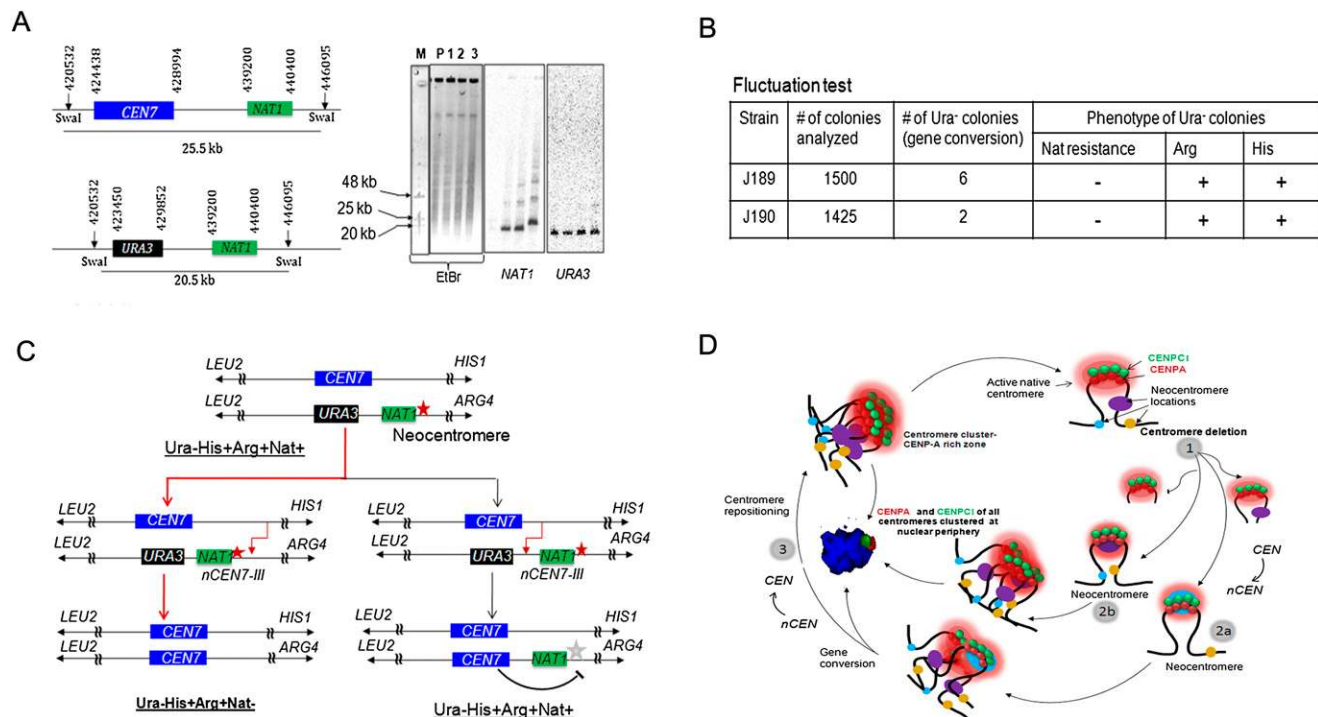 A
420532
424438
428994
439200
440400
446095
SwaI
CEN7
NAT1
SwaI
25.5 kb
420532
423450
429852
439200
440400
446095
SwaI
URA3
NAT1
SwaI
20.5 kb
M P 1 2 3
48 kb
25 kb
20 kb
EtBr
NAT1
URA3
B
Fluctuation test
Strain
# of colonies
analyzed
# of Ura- colonies
(gene conversion)
Phenotype of Ura- colonies
Nat resistance
Arg
His
J189 1500 6 - + +
J190 1425 2 - + +
C
LEU2 CEN7 HIS1
LEU2 URA3 NAT1 ARG4
Neocentromere
Ura-His+Arg+Nat+
LEU2 CEN7 HIS1
LEU2 URA3 NAT1 ARG4
nCEN7-III
LEU2 CEN7 HIS1
LEU2 CEN7 ARG4
Ura-His+Arg+Nat-
LEU2 CEN7 HIS1
LEU2 URA3 NAT1 ARG4
nCEN7-III
LEU2 CEN7 HIS1
LEU2 CEN7 NAT1 ARG4
Ura-His+Arg+Nat+
D
CENPCI
CENPA
Active native
centromere
Neocentromere
locations
Centromere deletion
1
Centromere cluster-
CENP-A rich zone
Centromere
repositioning
CENPA and CENPCI of all
centromeres clustered at
nuclear periphery
3
CEN
nCEN
CEN
nCEN
Neocentromere
2b
2a
Neocentromere
Gene
conversion